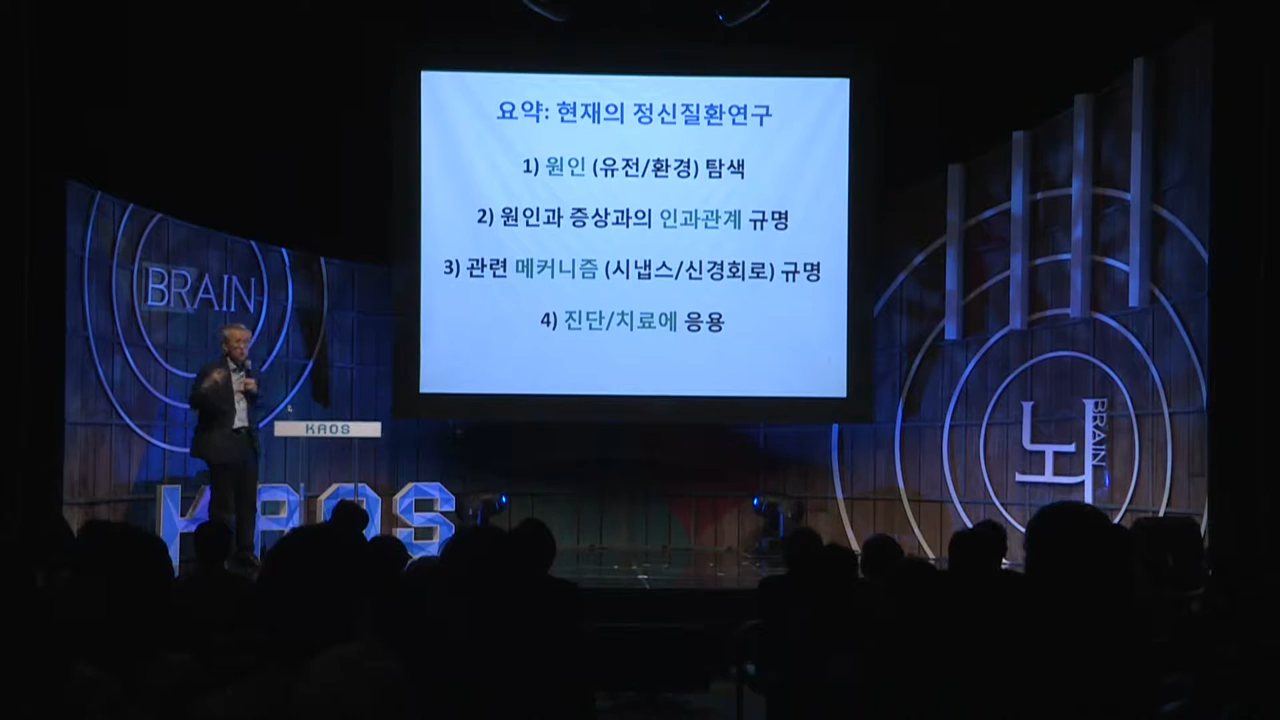 요약: 현재의 정신질환연구
1) 원인 (유전/환경) 탐색
2) 원인과 증상과의 인과관계 규명
3) 관련 메커니즘 (시냅스/신경회로) 규명
4) 진단/치료에 응용
BRAIN
KAOS
KAOS
뇌
BRAIN